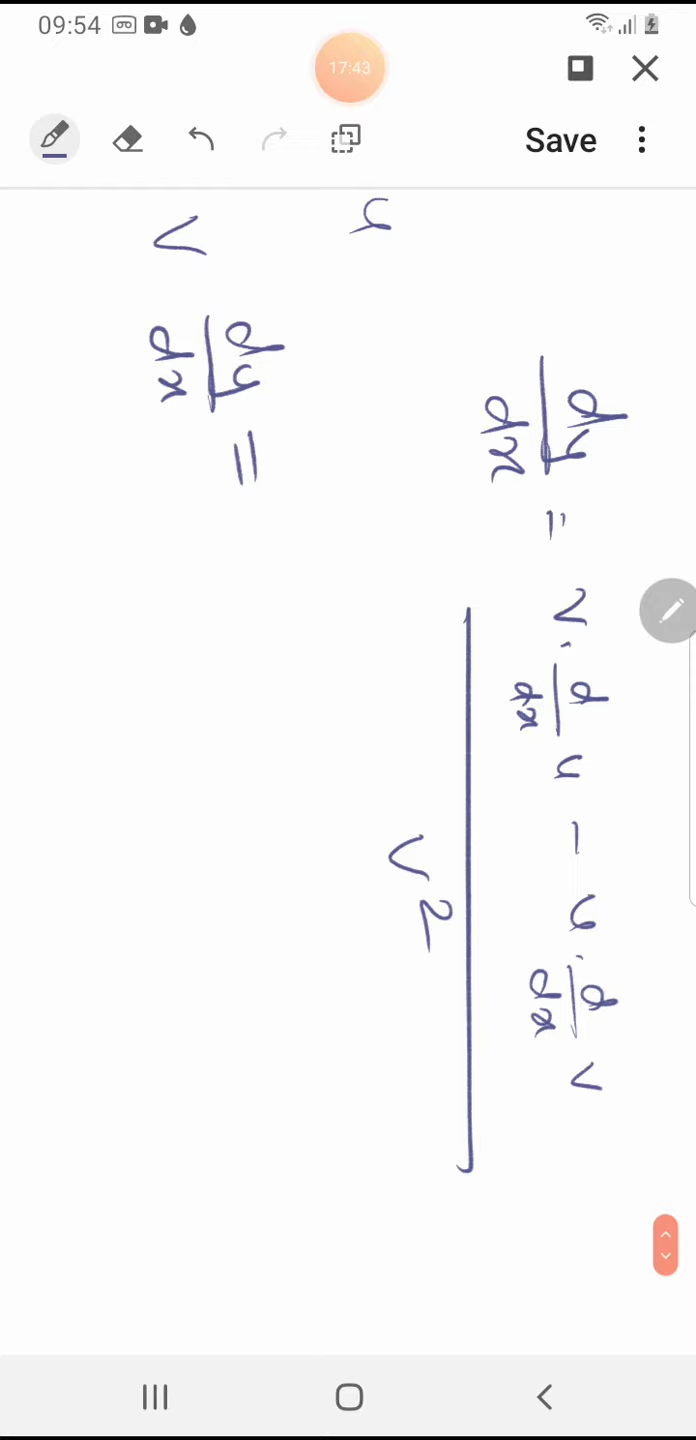 09:54
17:43
Save
u
v
dy/dx = v · d/dx u - u · d/dx v
v2
dy/dx =